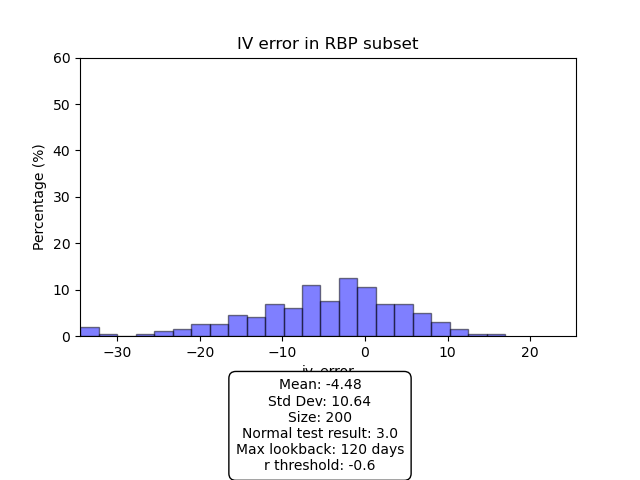 IV error in RBP subset
60
50
40
30
20
10
0
Percentage (%)
−30
−20
−10
0
10
20
Mean: -4.48
Std Dev: 10.64
Size: 200
Normal test result: 3.0
Max lookback: 120 days
r threshold: -0.6